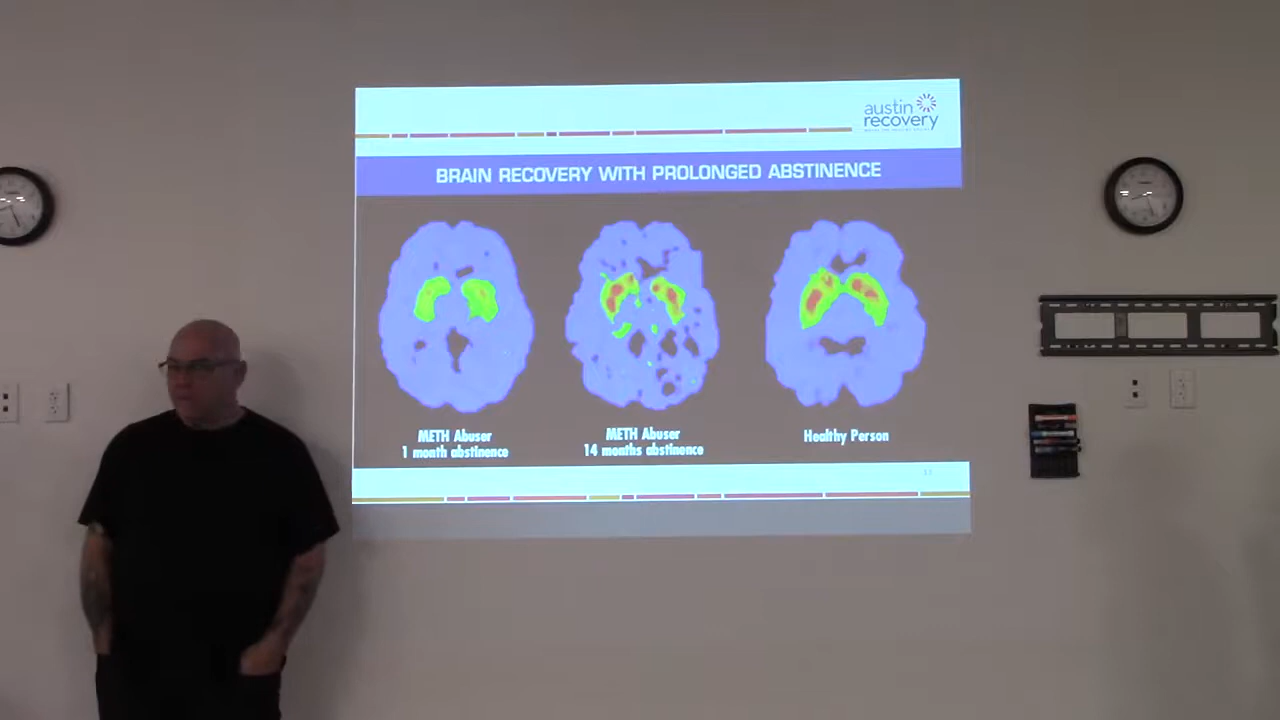 austin
recovery
BRAIN RECOVERY WITH PROLONGED ABSTINENCE
METH Abuser
1 month abstinence
METH Abuser
14 months abstinence
Healthy Person